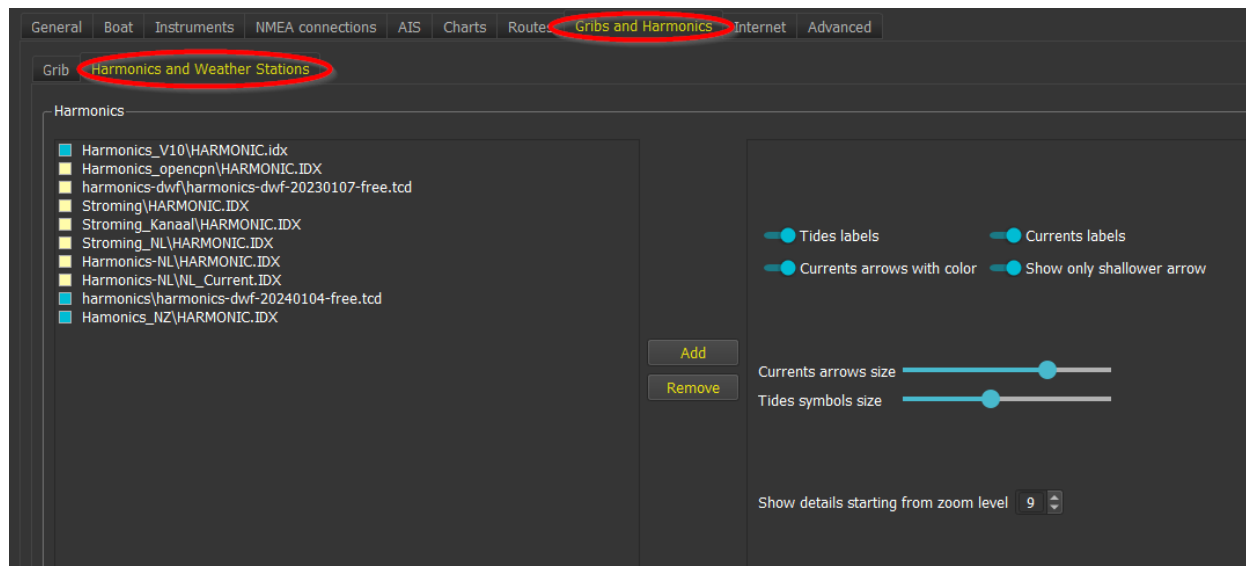 General Boat Instruments NMEA connections AIS Charts Routes Gribs and Harmonics Internet Advanced
Grib Harmonics and Weather Stations
Harmonics
Harmonics_V10\HARMONIC.idx
Harmonics_opencpn\HARMONIC.IDX
harmonics-dwf\harmonics-dwf-20230107-free.tcd
Stroming\HARMONIC.IDX
Stroming_Kanaal\HARMONIC.IDX
Stroming_NL\HARMONIC.IDX
Harmonics-NL\HARMONIC.IDX
Harmonics-NL\NL_Current.IDX
harmonics\harmonics-dwf-20240104-free.tcd
Hamonics_NZ\HARMONIC.IDX
Add
Remove
Tides labels Currents labels
Currents arrows with color Show only shallower arrow
Currents arrows size
Tides symbols size
Show details starting from zoom level 9